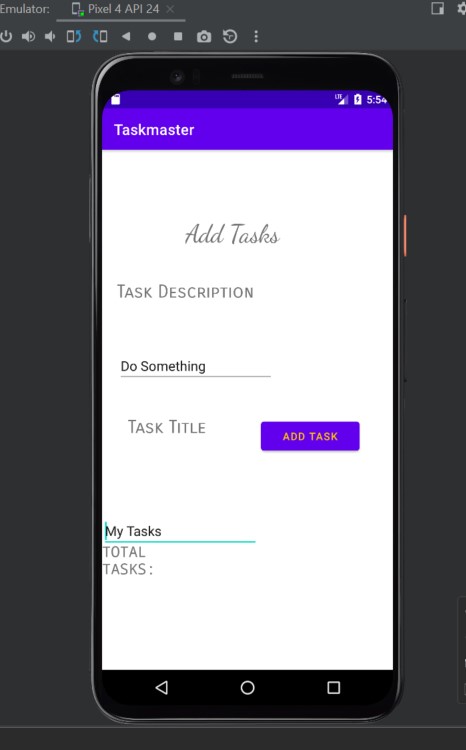 Emulator: Pixel 4 API 24
LTE 5:54
Taskmaster
Add Tasks
Task Description
Do Something
Task Title
ADD TASK
My Tasks
TOTAL
TASKS: